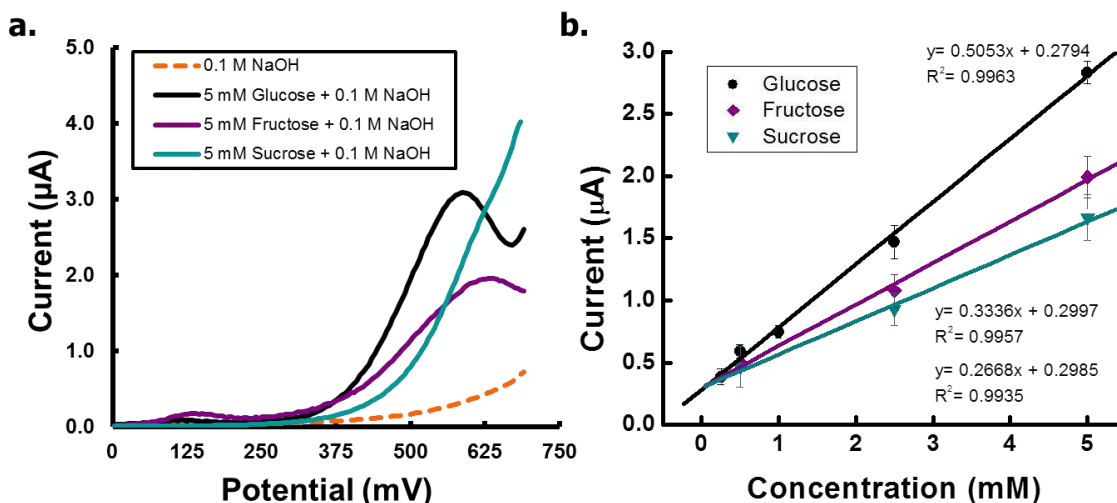 a.
5.0
4.0
3.0
2.0
1.0
0.0
Current (µA)
0.1 M NaOH
5 mM Glucose + 0.1 M NaOH
5 mM Fructose + 0.1 M NaOH
5 mM Sucrose + 0.1 M NaOH
0 125 250 375 500 625 750
Potential (mV)
b.
3.0
2.5
2.0
1.5
1.0
0.5
0.0
Current (µA)
Glucose
Fructose
Sucrose
y= 0.5053x + 0.2794
R²= 0.9963
y= 0.3336x + 0.2997
R²= 0.9957
y= 0.2668x + 0.2985
R²= 0.9935
0 1 2 3 4 5
Concentration (mM)